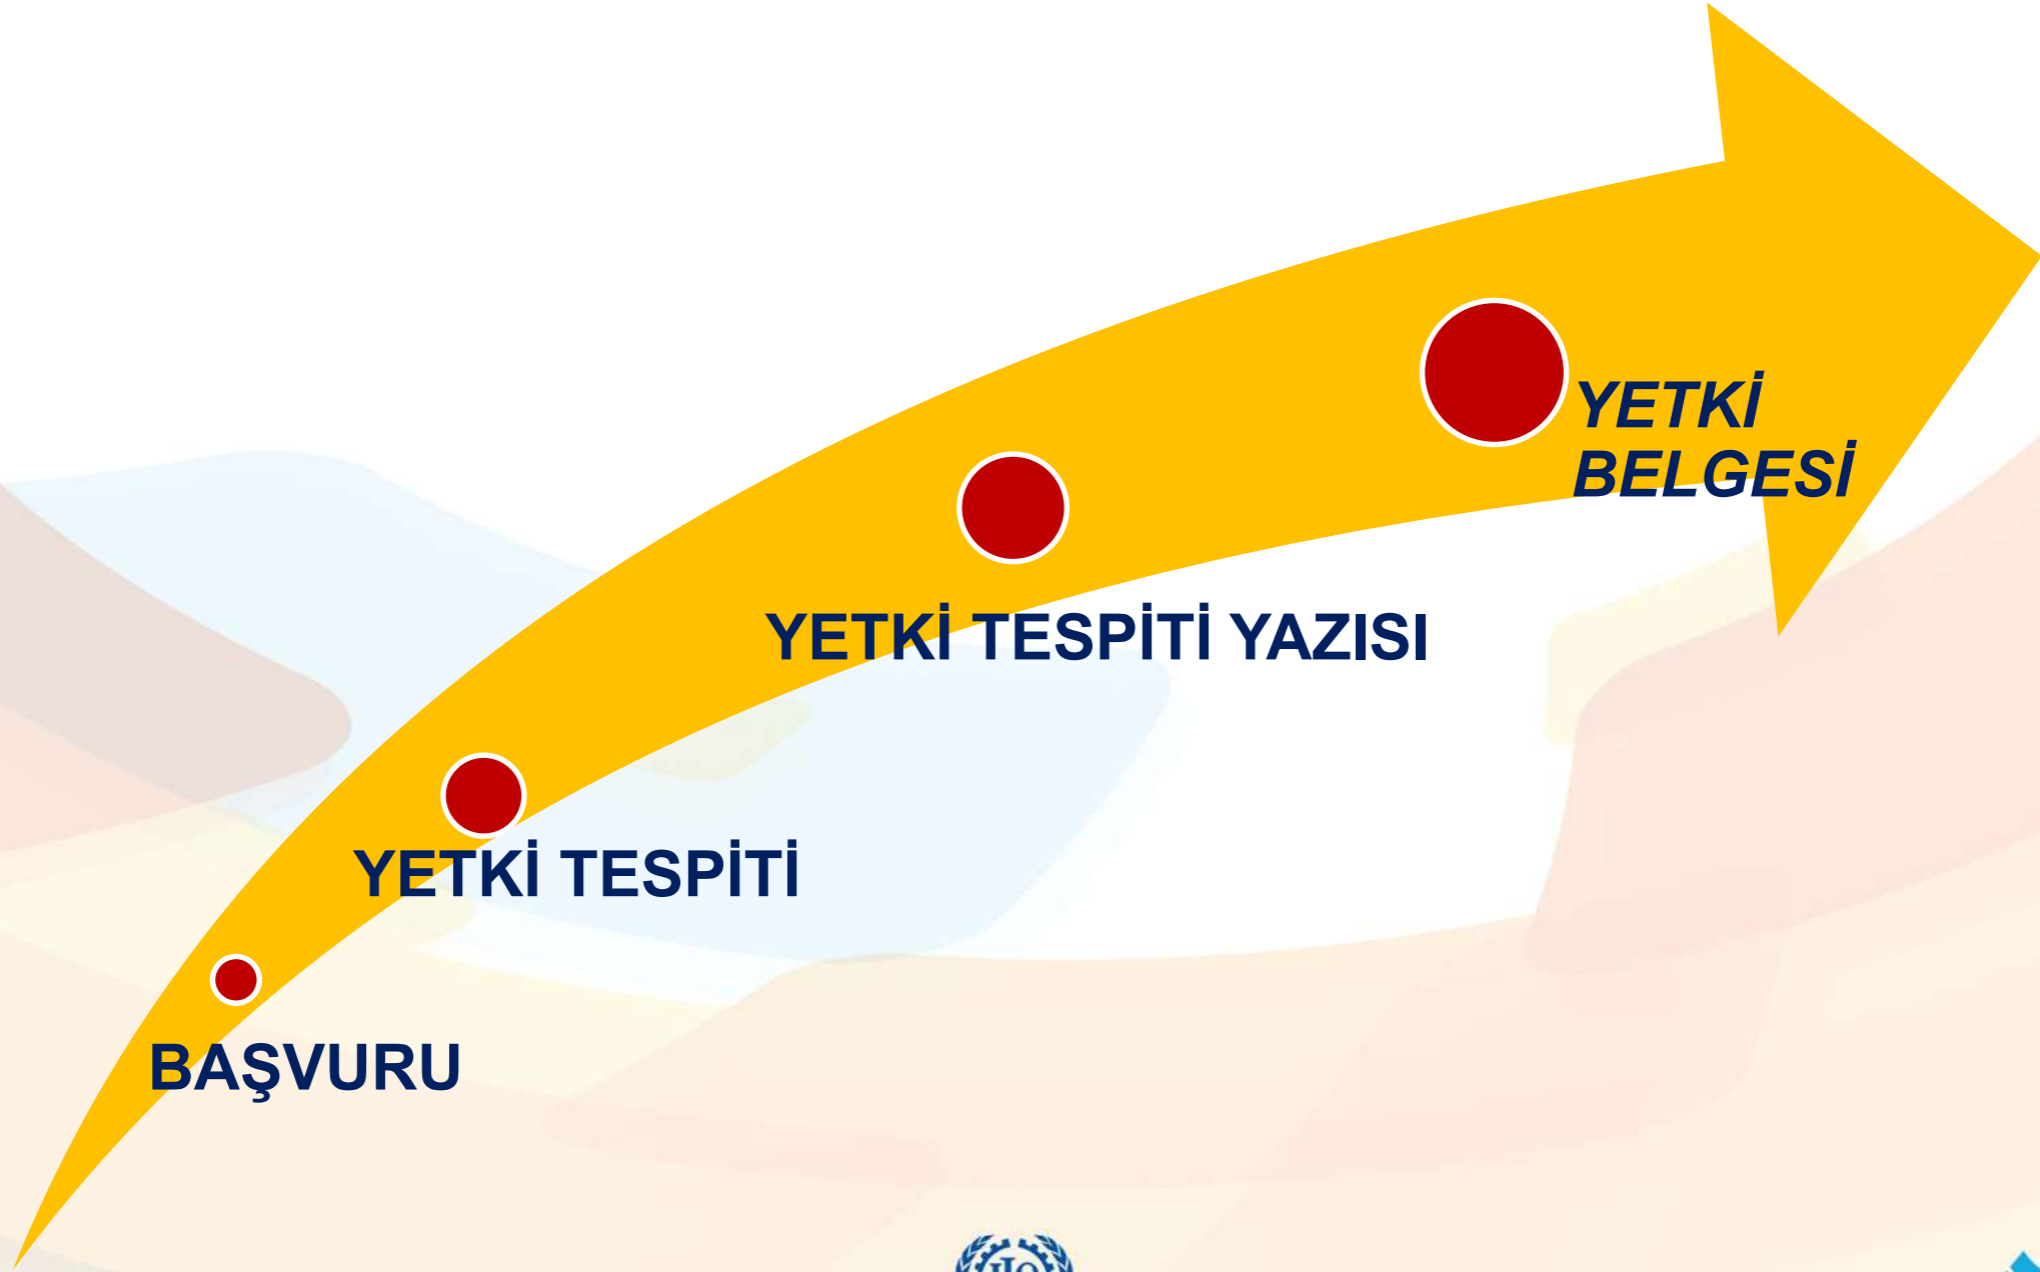 YETKİ
BELGESİ
YETKİ TESPİTİ YAZISI
YETKİ TESPİTİ
BAŞVURU